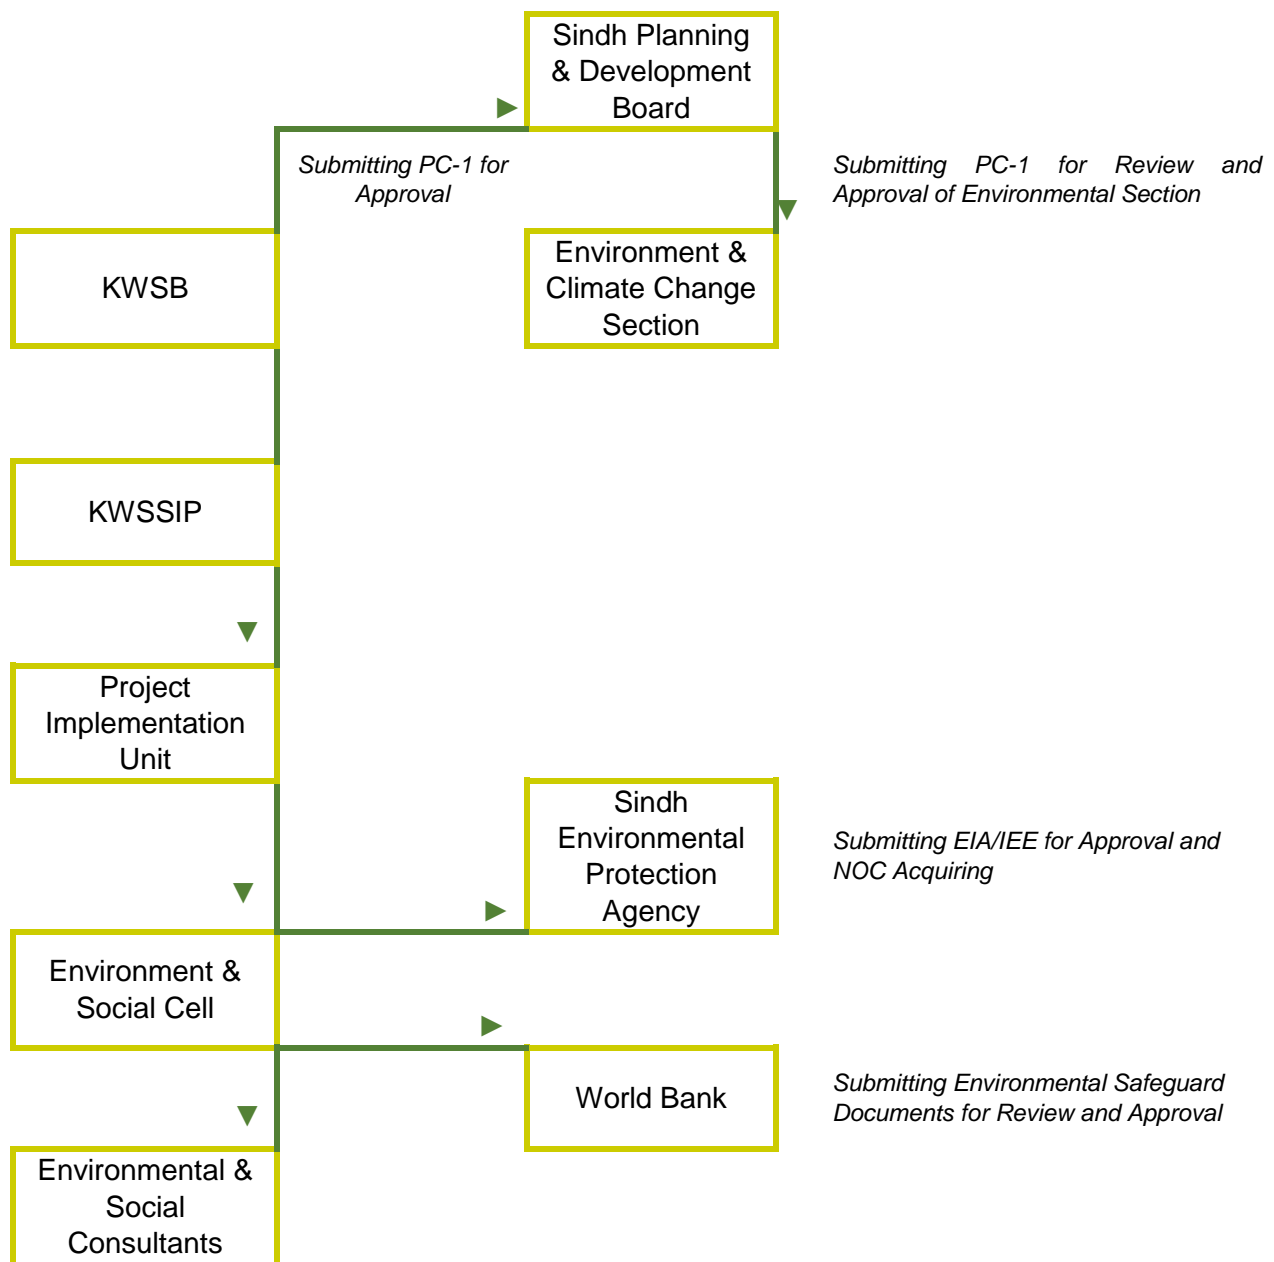 Sindh Planning
& Development
Board
Submitting PC-1 for
Approval
Submitting PC-1 for Review and
Approval of Environmental Section
KWSB
Environment &
Climate Change
Section
KWSSIP
Project
Implementation
Unit
Sindh
Environmental
Protection
Agency
Submitting EIA/IEE for Approval and
NOC Acquiring
Environment &
Social Cell
World Bank
Submitting Environmental Safeguard
Documents for Review and Approval
Environmental &
Social
Consultants